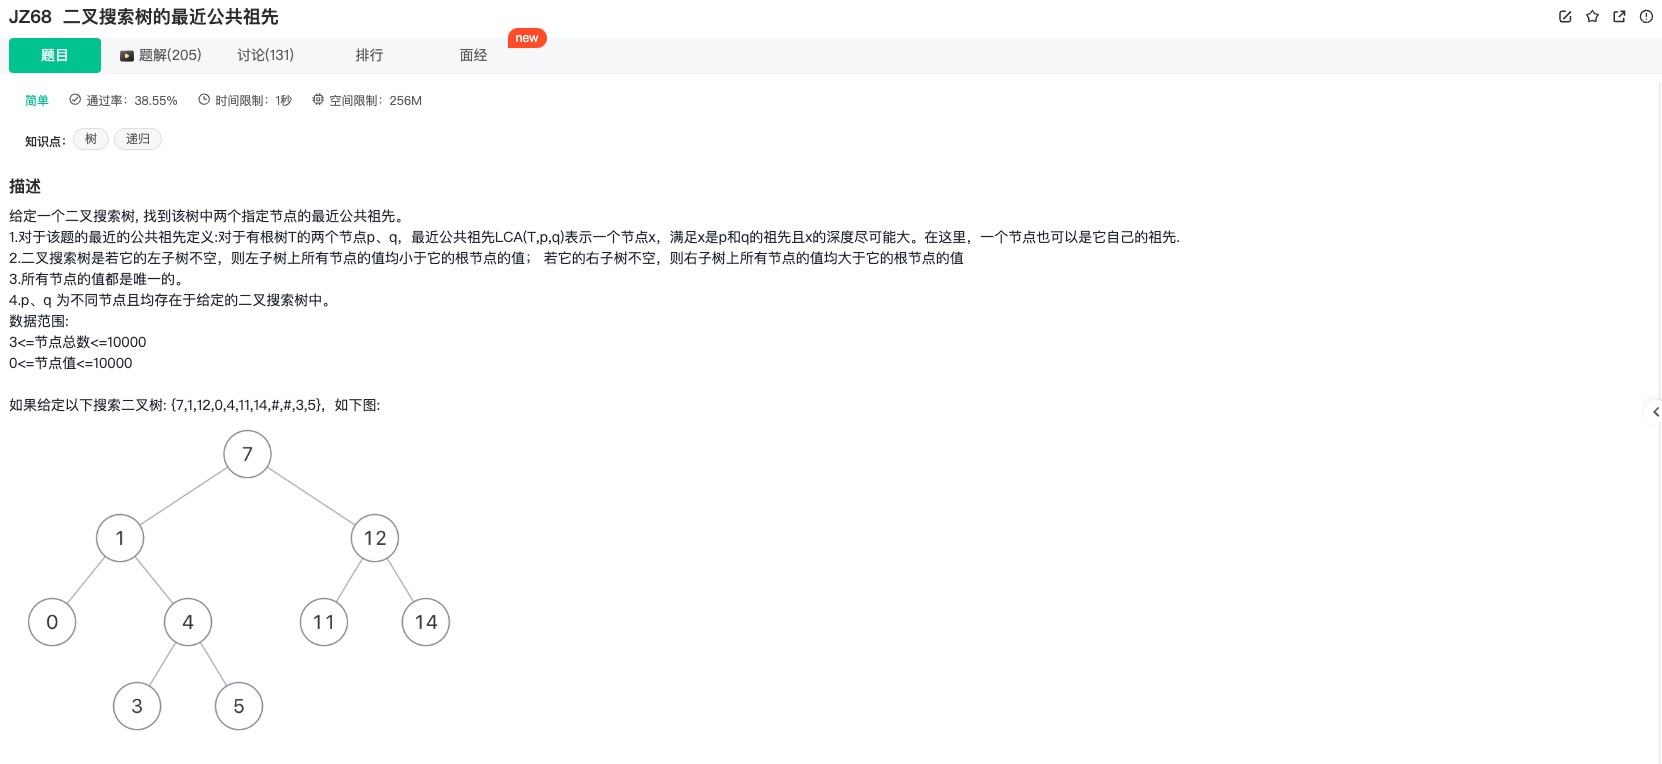 JZ68 二叉搜索树的最近公共祖先
题目 题解(205) 讨论(131) 排行 面经 new
简单 通过率：38.55% 时间限制：1秒 空间限制：256M
知识点： 树 递归
描述
给定一个二叉搜索树, 找到该树中两个指定节点的最近公共祖先。
1.对于该题的最近的公共祖先定义:对于有根树T的两个节点p、q，最近公共祖先LCA(T,p,q)表示一个节点x，满足x是p和q的祖先且x的深度尽可能大。在这里，一个节点也可以是它自己的祖先.
2.二叉搜索树是若它的左子树不空，则左子树上所有节点的值均小于它的根节点的值； 若它的右子树不空，则右子树上所有节点的值均大于它的根节点的值
3.所有节点的值都是唯一的。
4.p、q 为不同节点且均存在于给定的二叉搜索树中。
数据范围:
3<=节点总数<=10000
0<=节点值<=10000
如果给定以下搜索二叉树: {7,1,12,0,4,11,14,#,#,3,5}，如下图:
7
1 12
0 4 11 14
3 5